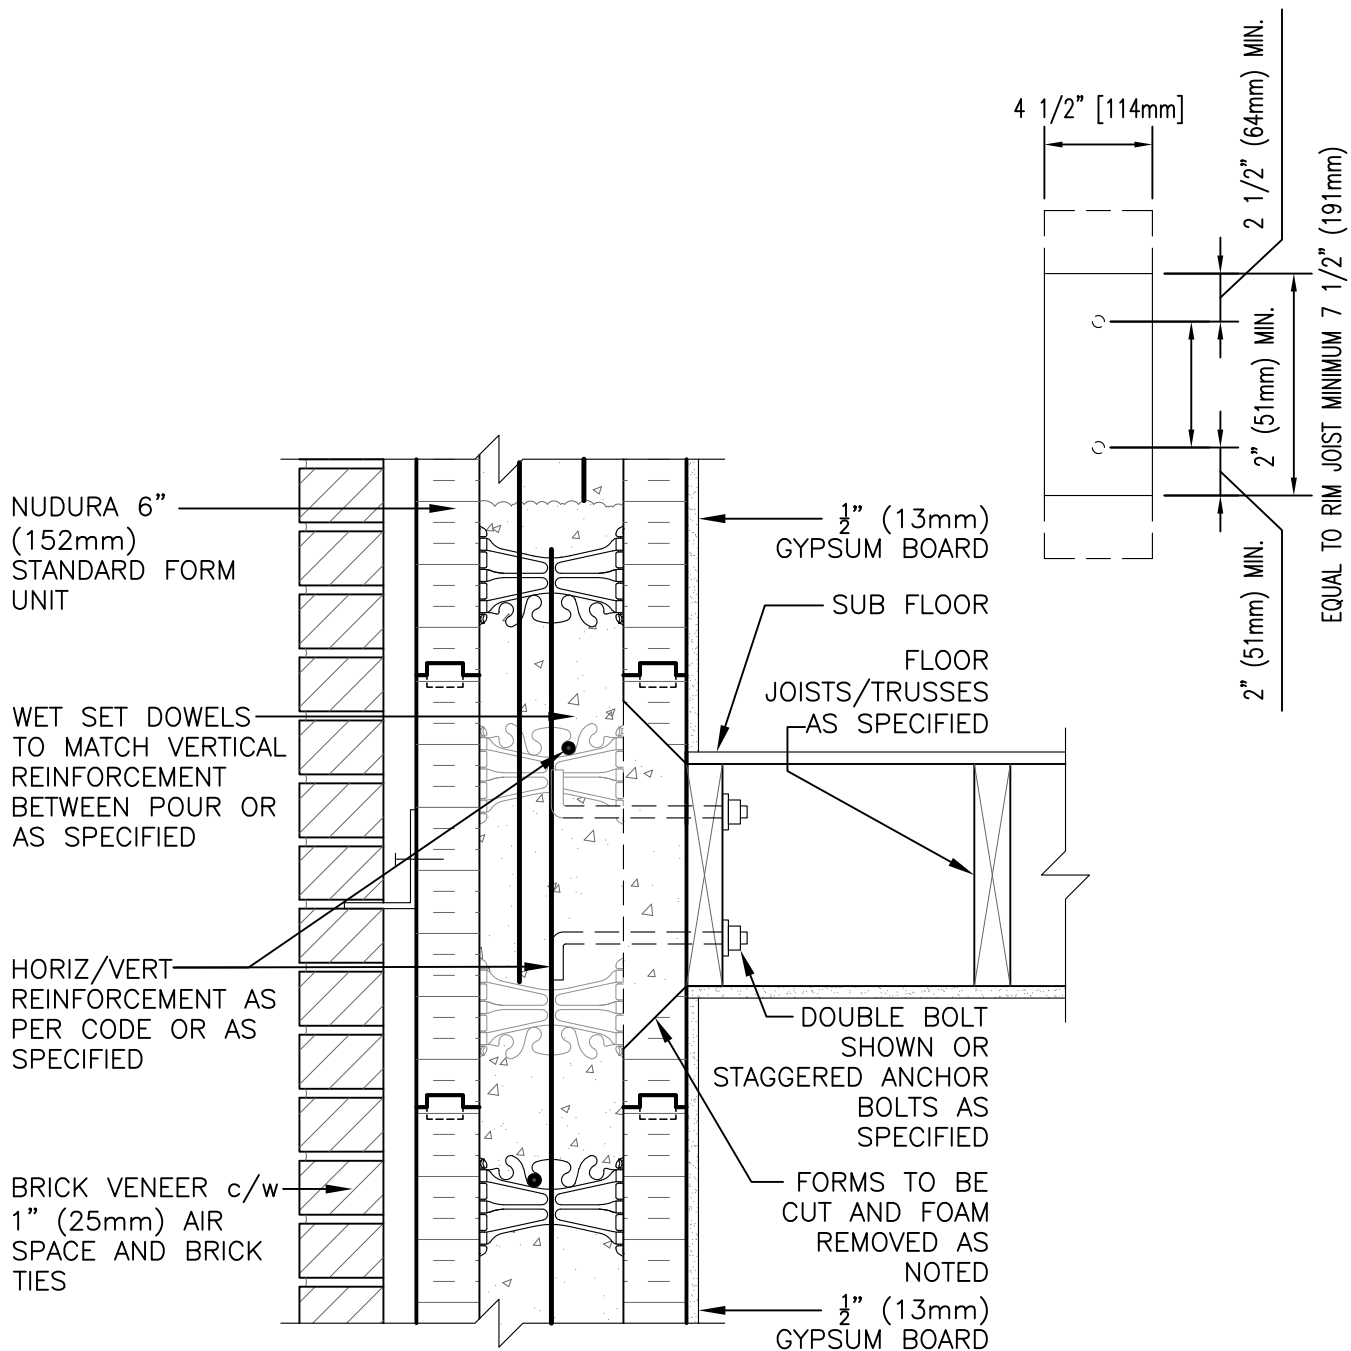 4 1/2" [114mm]
2 1/2" (64mm) MIN.
2" (51mm) MIN.
2" (51mm) MIN.
EQUAL TO RIM JOIST MINIMUM 7 1/2" (191mm)
NUDURA 6"
(152mm)
STANDARD FORM
UNIT
WET SET DOWELS
TO MATCH VERTICAL
REINFORCEMENT
BETWEEN POUR OR
AS SPECIFIED
HORIZ/VERT
REINFORCEMENT AS
PER CODE OR AS
SPECIFIED
BRICK VENEER c/w
1" (25mm) AIR
SPACE AND BRICK
TIES
1/2" (13mm)
GYPSUM BOARD
SUB FLOOR
FLOOR
JOISTS/TRUSSES
AS SPECIFIED
DOUBLE BOLT
SHOWN OR
STAGGERED ANCHOR
BOLTS AS
SPECIFIED
FORMS TO BE
CUT AND FOAM
REMOVED AS
NOTED
1/2" (13mm)
GYPSUM BOARD